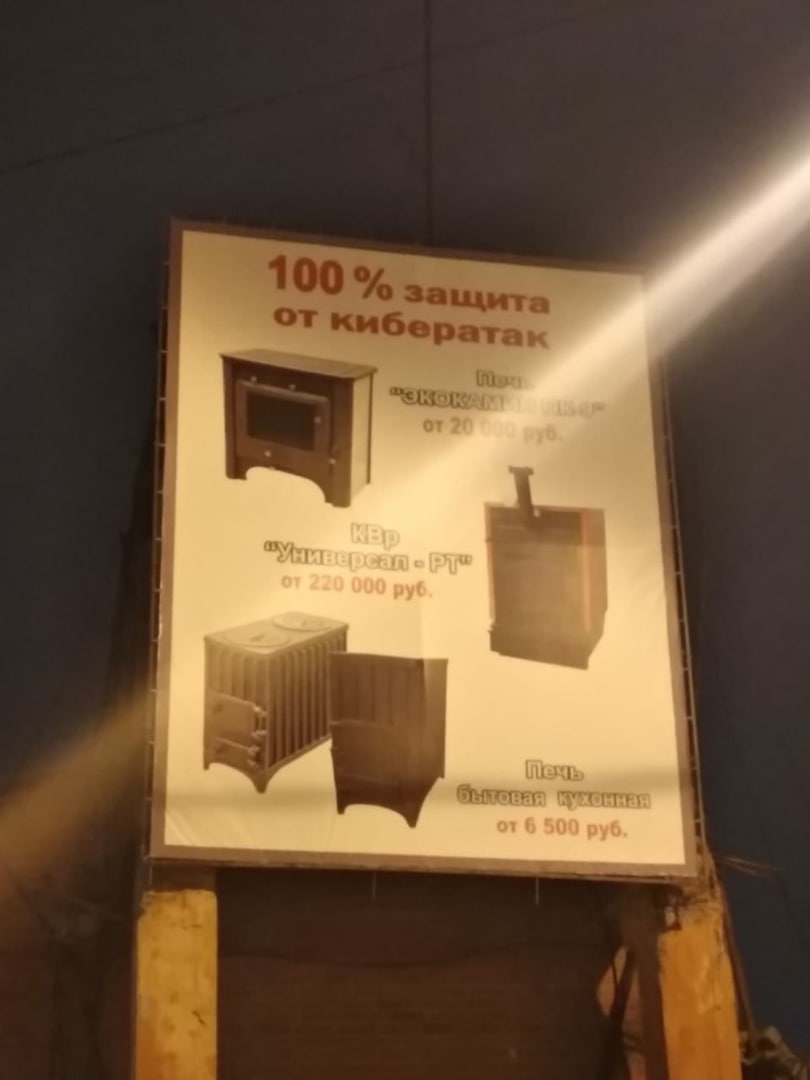 100 % защита
от кибератак
Печь
"ЭКОКАМИН
от 20 000 руб.
КВр
"Универсал - РТ"
от 220 000 руб.
Печь
бытовая кухонная
от 6 500 руб.